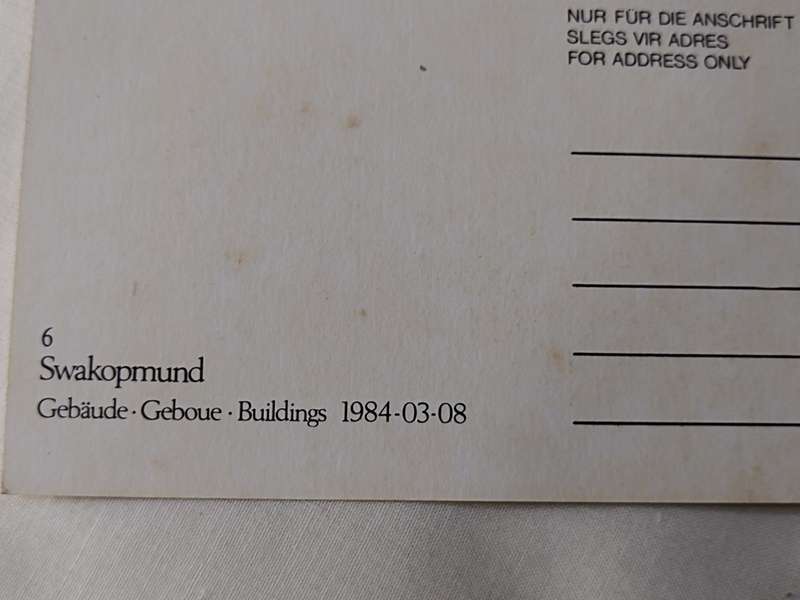 NUR FÜR DIE ANSCHRIFT
SLEGS VIR ADRES
FOR ADDRESS ONLY
6
Swakopmund
Gebäude · Geboue · Buildings 1984-03-08